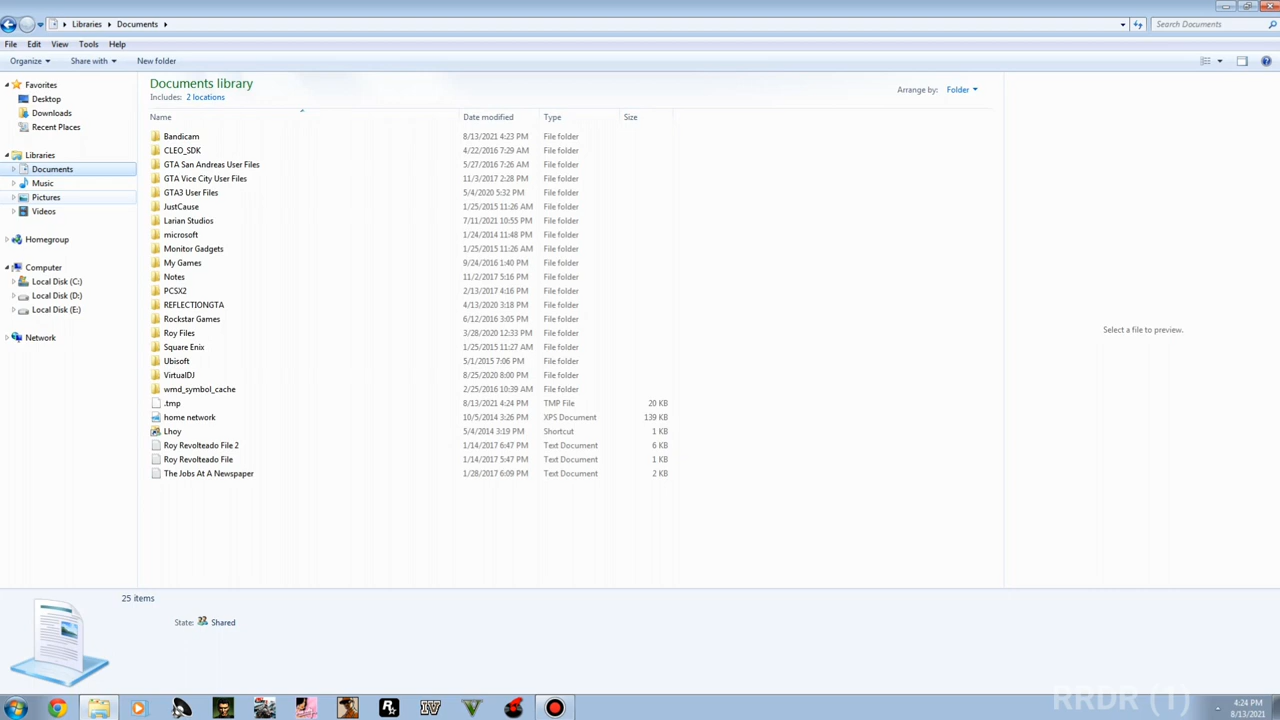 Libraries Documents Search Documents
File Edit View Tools Help
Organize Share with New folder
Favorites
Desktop
Downloads
Recent Places
Libraries
Documents
Music
Pictures
Videos
Homegroup
Computer
Local Disk (C:)
Local Disk (D:)
Local Disk (E:)
Network
Documents library
Includes: 2 locations
Arrange by: Folder
Name Date modified Type Size
Bandicam 8/13/2021 4:23 PM File folder
CLEO_SDK 4/22/2016 7:29 AM File folder
GTA San Andreas User Files 5/27/2016 7:26 AM File folder
GTA Vice City User Files 11/3/2017 2:28 PM File folder
GTA3 User Files 5/4/2020 5:32 PM File folder
JustCause 1/25/2015 11:26 AM File folder
Larian Studios 7/11/2021 10:55 PM File folder
microsoft 1/24/2014 11:48 PM File folder
Monitor Gadgets 1/25/2015 11:26 AM File folder
My Games 9/24/2016 1:40 PM File folder
Notes 11/2/2017 5:16 PM File folder
PCSX2 2/13/2017 4:16 PM File folder
REFLECTIONGTA 4/13/2020 3:18 PM File folder
Rockstar Games 6/12/2016 3:05 PM File folder
Roy Files 3/28/2020 12:33 PM File folder
Square Enix 1/25/2015 11:27 AM File folder
Ubisoft 5/1/2015 7:06 PM File folder
VirtualDJ 8/25/2020 8:00 PM File folder
wmd_symbol_cache 2/25/2016 10:39 AM File folder
.tmp 8/13/2021 4:24 PM TMP File 20 KB
home network 10/5/2014 3:26 PM XPS Document 139 KB
Lhoy 5/4/2014 3:19 PM Shortcut 1 KB
Roy Revolteado File 2 1/14/2017 6:47 PM Text Document 6 KB
Roy Revolteado File 1/14/2017 5:47 PM Text Document 1 KB
The Jobs At A Newspaper 1/28/2017 6:09 PM Text Document 2 KB
Select a file to preview.
25 items
State: Shared
RRDR (1)
4:24 PM
8/13/2021